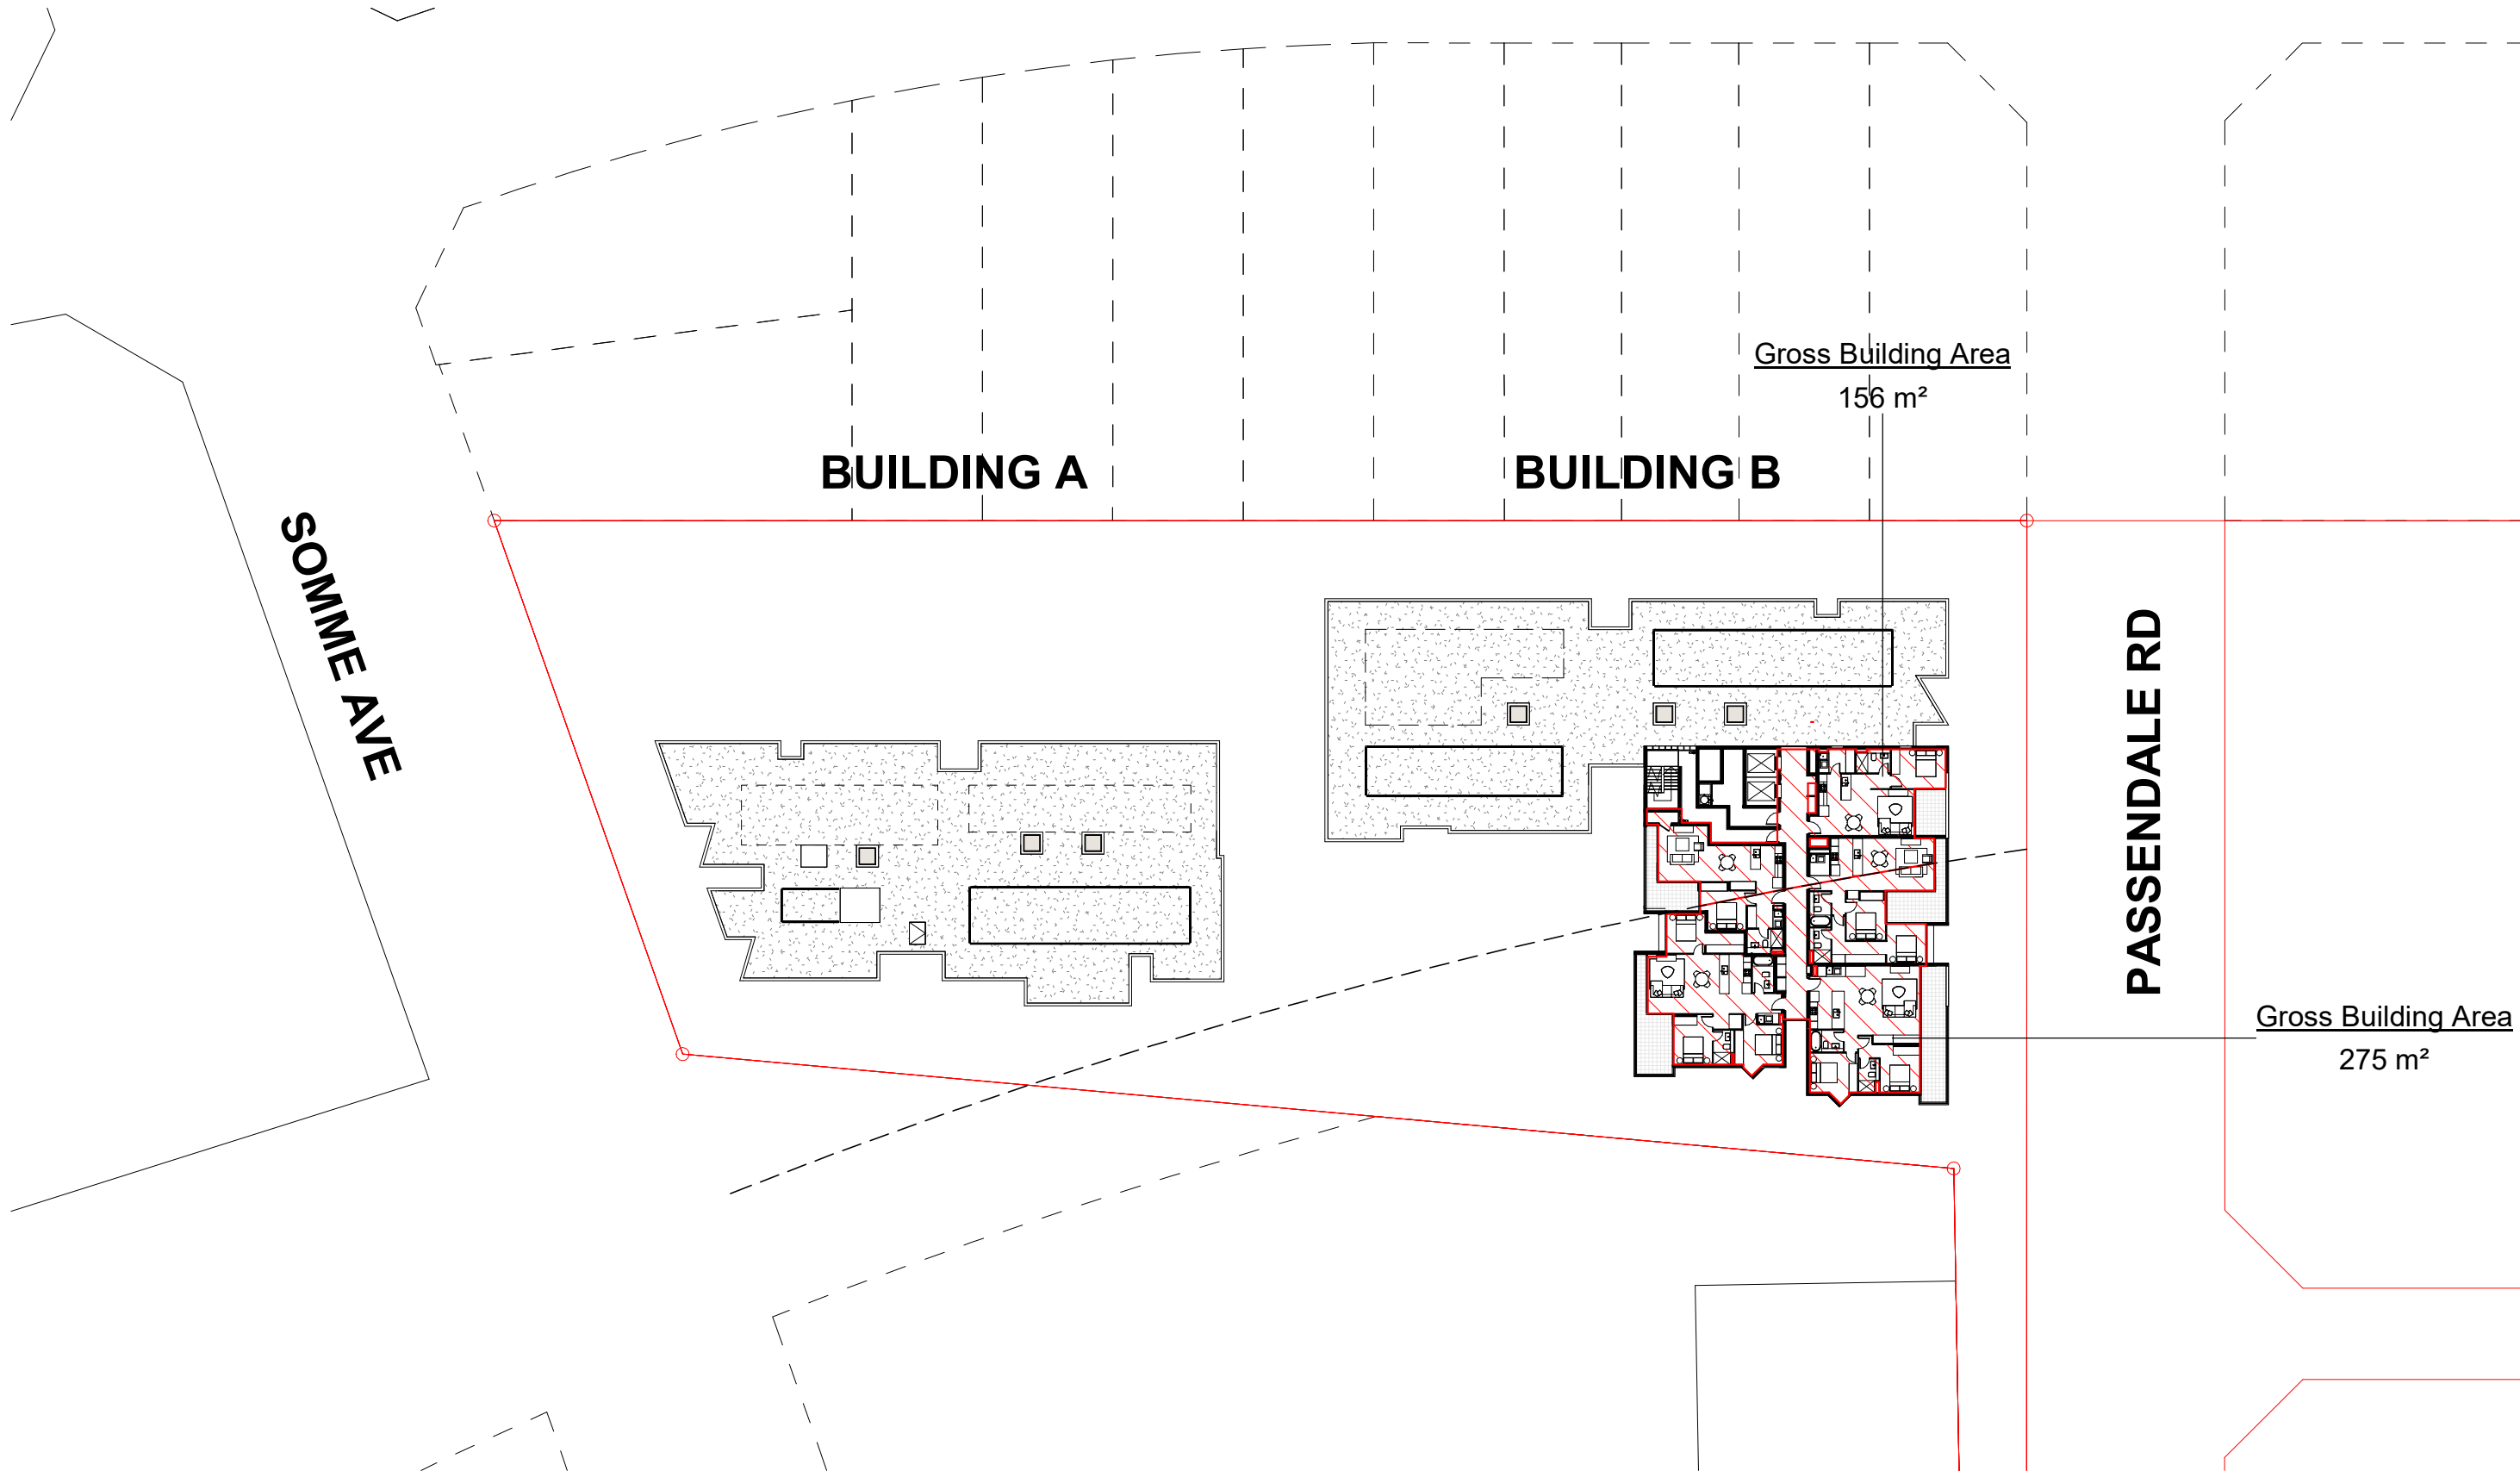 Gross Building Area
156 m²
BUILDING A
BUILDING B
SOMME AVE
PASSENDALE RD
Gross Building Area
275 m²